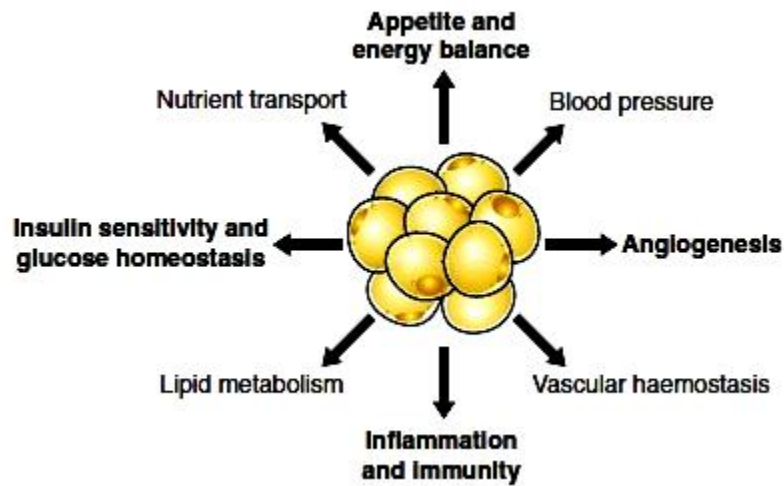 Appetite and
energy balance
Nutrient transport
Blood pressure
Insulin sensitivity and
glucose homeostasis
Angiogenesis
Lipid metabolism
Vascular haemostasis
Inflammation
and immunity